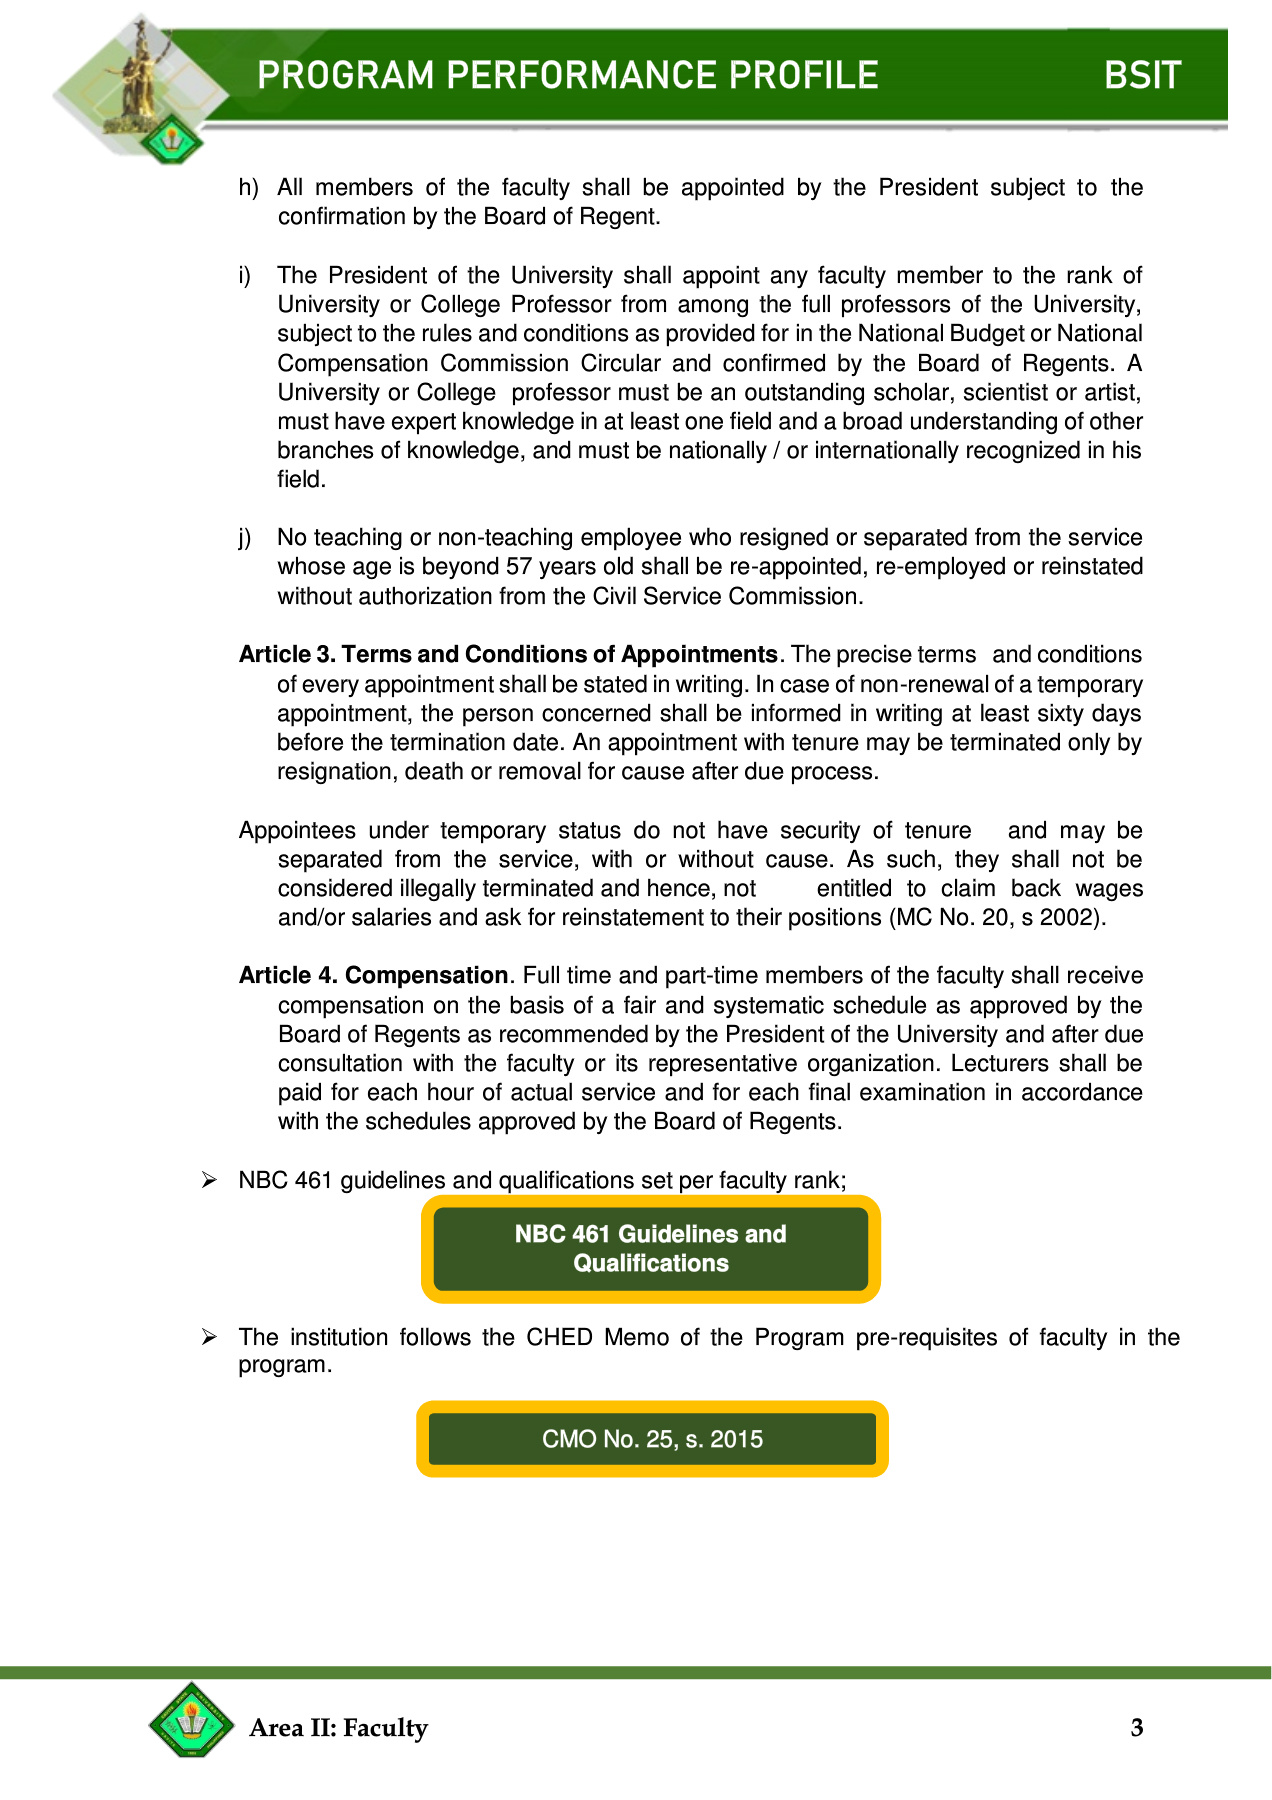 PROGRAM PERFORMANCE PROFILE BSIT
h) All members of the faculty shall be appointed by the President subject to the
confirmation by the Board of Regent.
i) The President of the University shall appoint any faculty member to the rank of
University or College Professor from among the full professors of the University,
subject to the rules and conditions as provided for in the National Budget or National
Compensation Commission Circular and confirmed by the Board of Regents. A
University or College professor must be an outstanding scholar, scientist or artist,
must have expert knowledge in at least one field and a broad understanding of other
branches of knowledge, and must be nationally / or internationally recognized in his
field.
j) No teaching or non-teaching employee who resigned or separated from the service
whose age is beyond 57 years old shall be re-appointed, re-employed or reinstated
without authorization from the Civil Service Commission.
Article 3. Terms and Conditions of Appointments. The precise terms and conditions
of every appointment shall be stated in writing. In case of non-renewal of a temporary
appointment, the person concerned shall be informed in writing at least sixty days
before the termination date. An appointment with tenure may be terminated only by
resignation, death or removal for cause after due process.
Appointees under temporary status do not have security of tenure and may be
separated from the service, with or without cause. As such, they shall not be
considered illegally terminated and hence, not entitled to claim back wages
and/or salaries and ask for reinstatement to their positions (MC No. 20, s 2002).
Article 4. Compensation. Full time and part-time members of the faculty shall receive
compensation on the basis of a fair and systematic schedule as approved by the
Board of Regents as recommended by the President of the University and after due
consultation with the faculty or its representative organization. Lecturers shall be
paid for each hour of actual service and for each final examination in accordance
with the schedules approved by the Board of Regents.
➢ NBC 461 guidelines and qualifications set per faculty rank;
NBC 461 Guidelines and
Qualifications
➢ The institution follows the CHED Memo of the Program pre-requisites of faculty in the
program.
CMO No. 25, s. 2015
Area II: Faculty 3